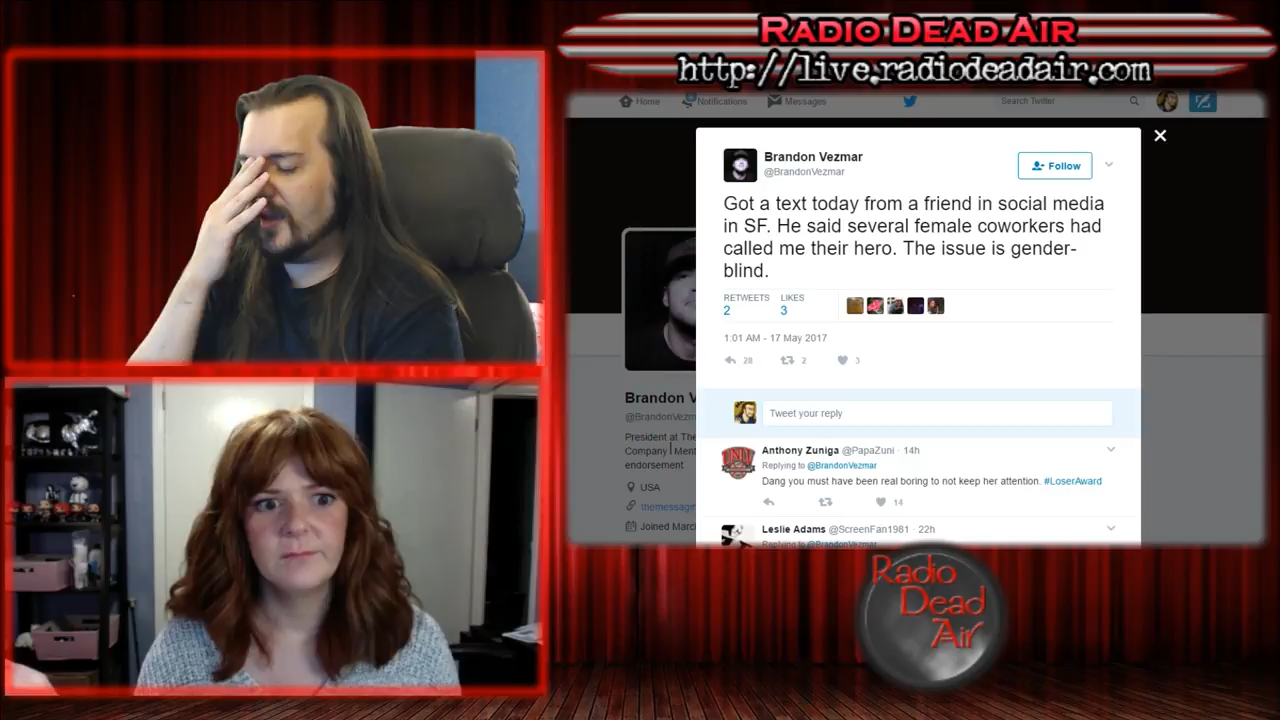 RADIO DEAD AIR
http://live.radiodeadair.com
Home Notifications Messages Search Twitter
Brandon Vezmar
@BrandonVezmar
Follow
Got a text today from a friend in social media
in SF. He said several female coworkers had
called me their hero. The issue is gender-
blind.
RETWEETS LIKES
2 3
1:01 AM - 17 May 2017
28 2 3
Tweet your reply
Brandon V
@BrandonVezm
President at The
Company Ment
endorsement
USA
themessagin
Joined March
Anthony Zuniga @PapaZuni · 14h
Replying to @BrandonVezmar
Dang you must have been real boring to not keep her attention. #LoserAward
14
Leslie Adams @ScreenFan1981 · 22h
Replying to @BrandonVezmar
Radio
Dead
Air